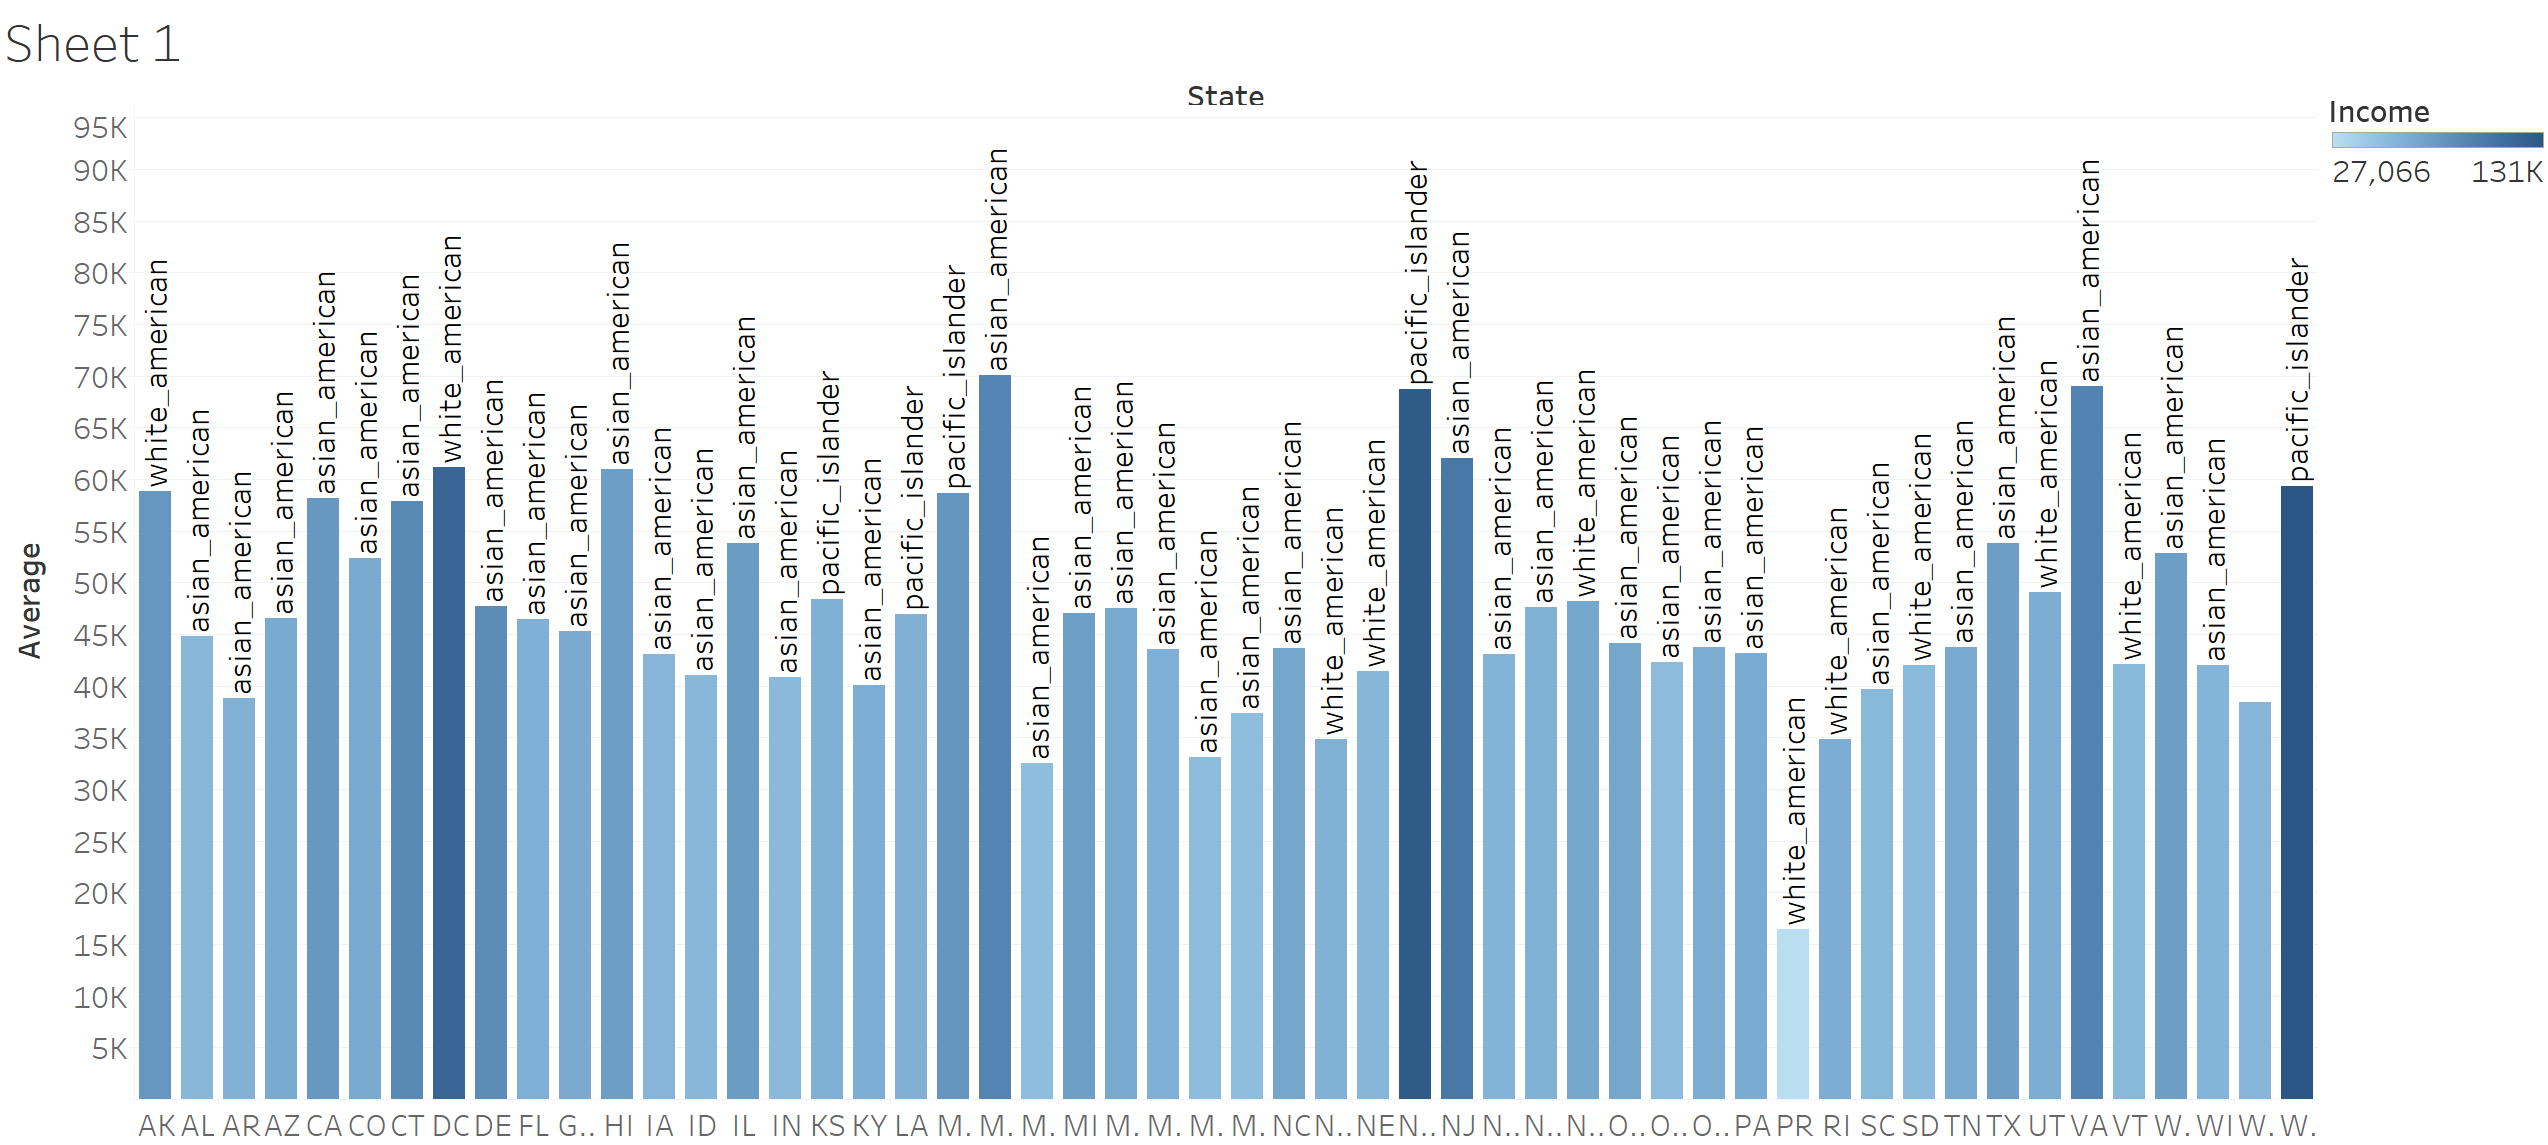 Sheet 1
State
Income
27,066 131K
Average
95K
90K
85K
80K
75K
70K
65K
60K
55K
50K
45K
40K
35K
30K
25K
20K
15K
10K
5K
white_american
asian_american
asian_american
asian_american
asian_american
asian_american
asian_american
white_american
asian_american
asian_american
asian_american
asian_american
asian_american
asian_american
asian_american
asian_american
pacific_islander
asian_american
pacific_islander
pacific_islander
asian_american
asian_american
asian_american
asian_american
asian_american
asian_american
asian_american
asian_american
white_american
white_american
pacific_islander
asian_american
asian_american
asian_american
white_american
asian_american
asian_american
asian_american
asian_american
white_american
white_american
asian_american
white_american
asian_american
asian_american
white_american
asian_american
white_american
asian_american
asian_american
pacific_islander
AK AL AR AZ CA CO CT DC DE FL G.. HI IA ID IL IN KS KY LA M. M. M. MI M. M. M. M. NC N.. NE N.. NJ N.. N.. N.. O.. O.. O.. PA PR RI SC SD TN TX UT VA VT W. WI W. W.